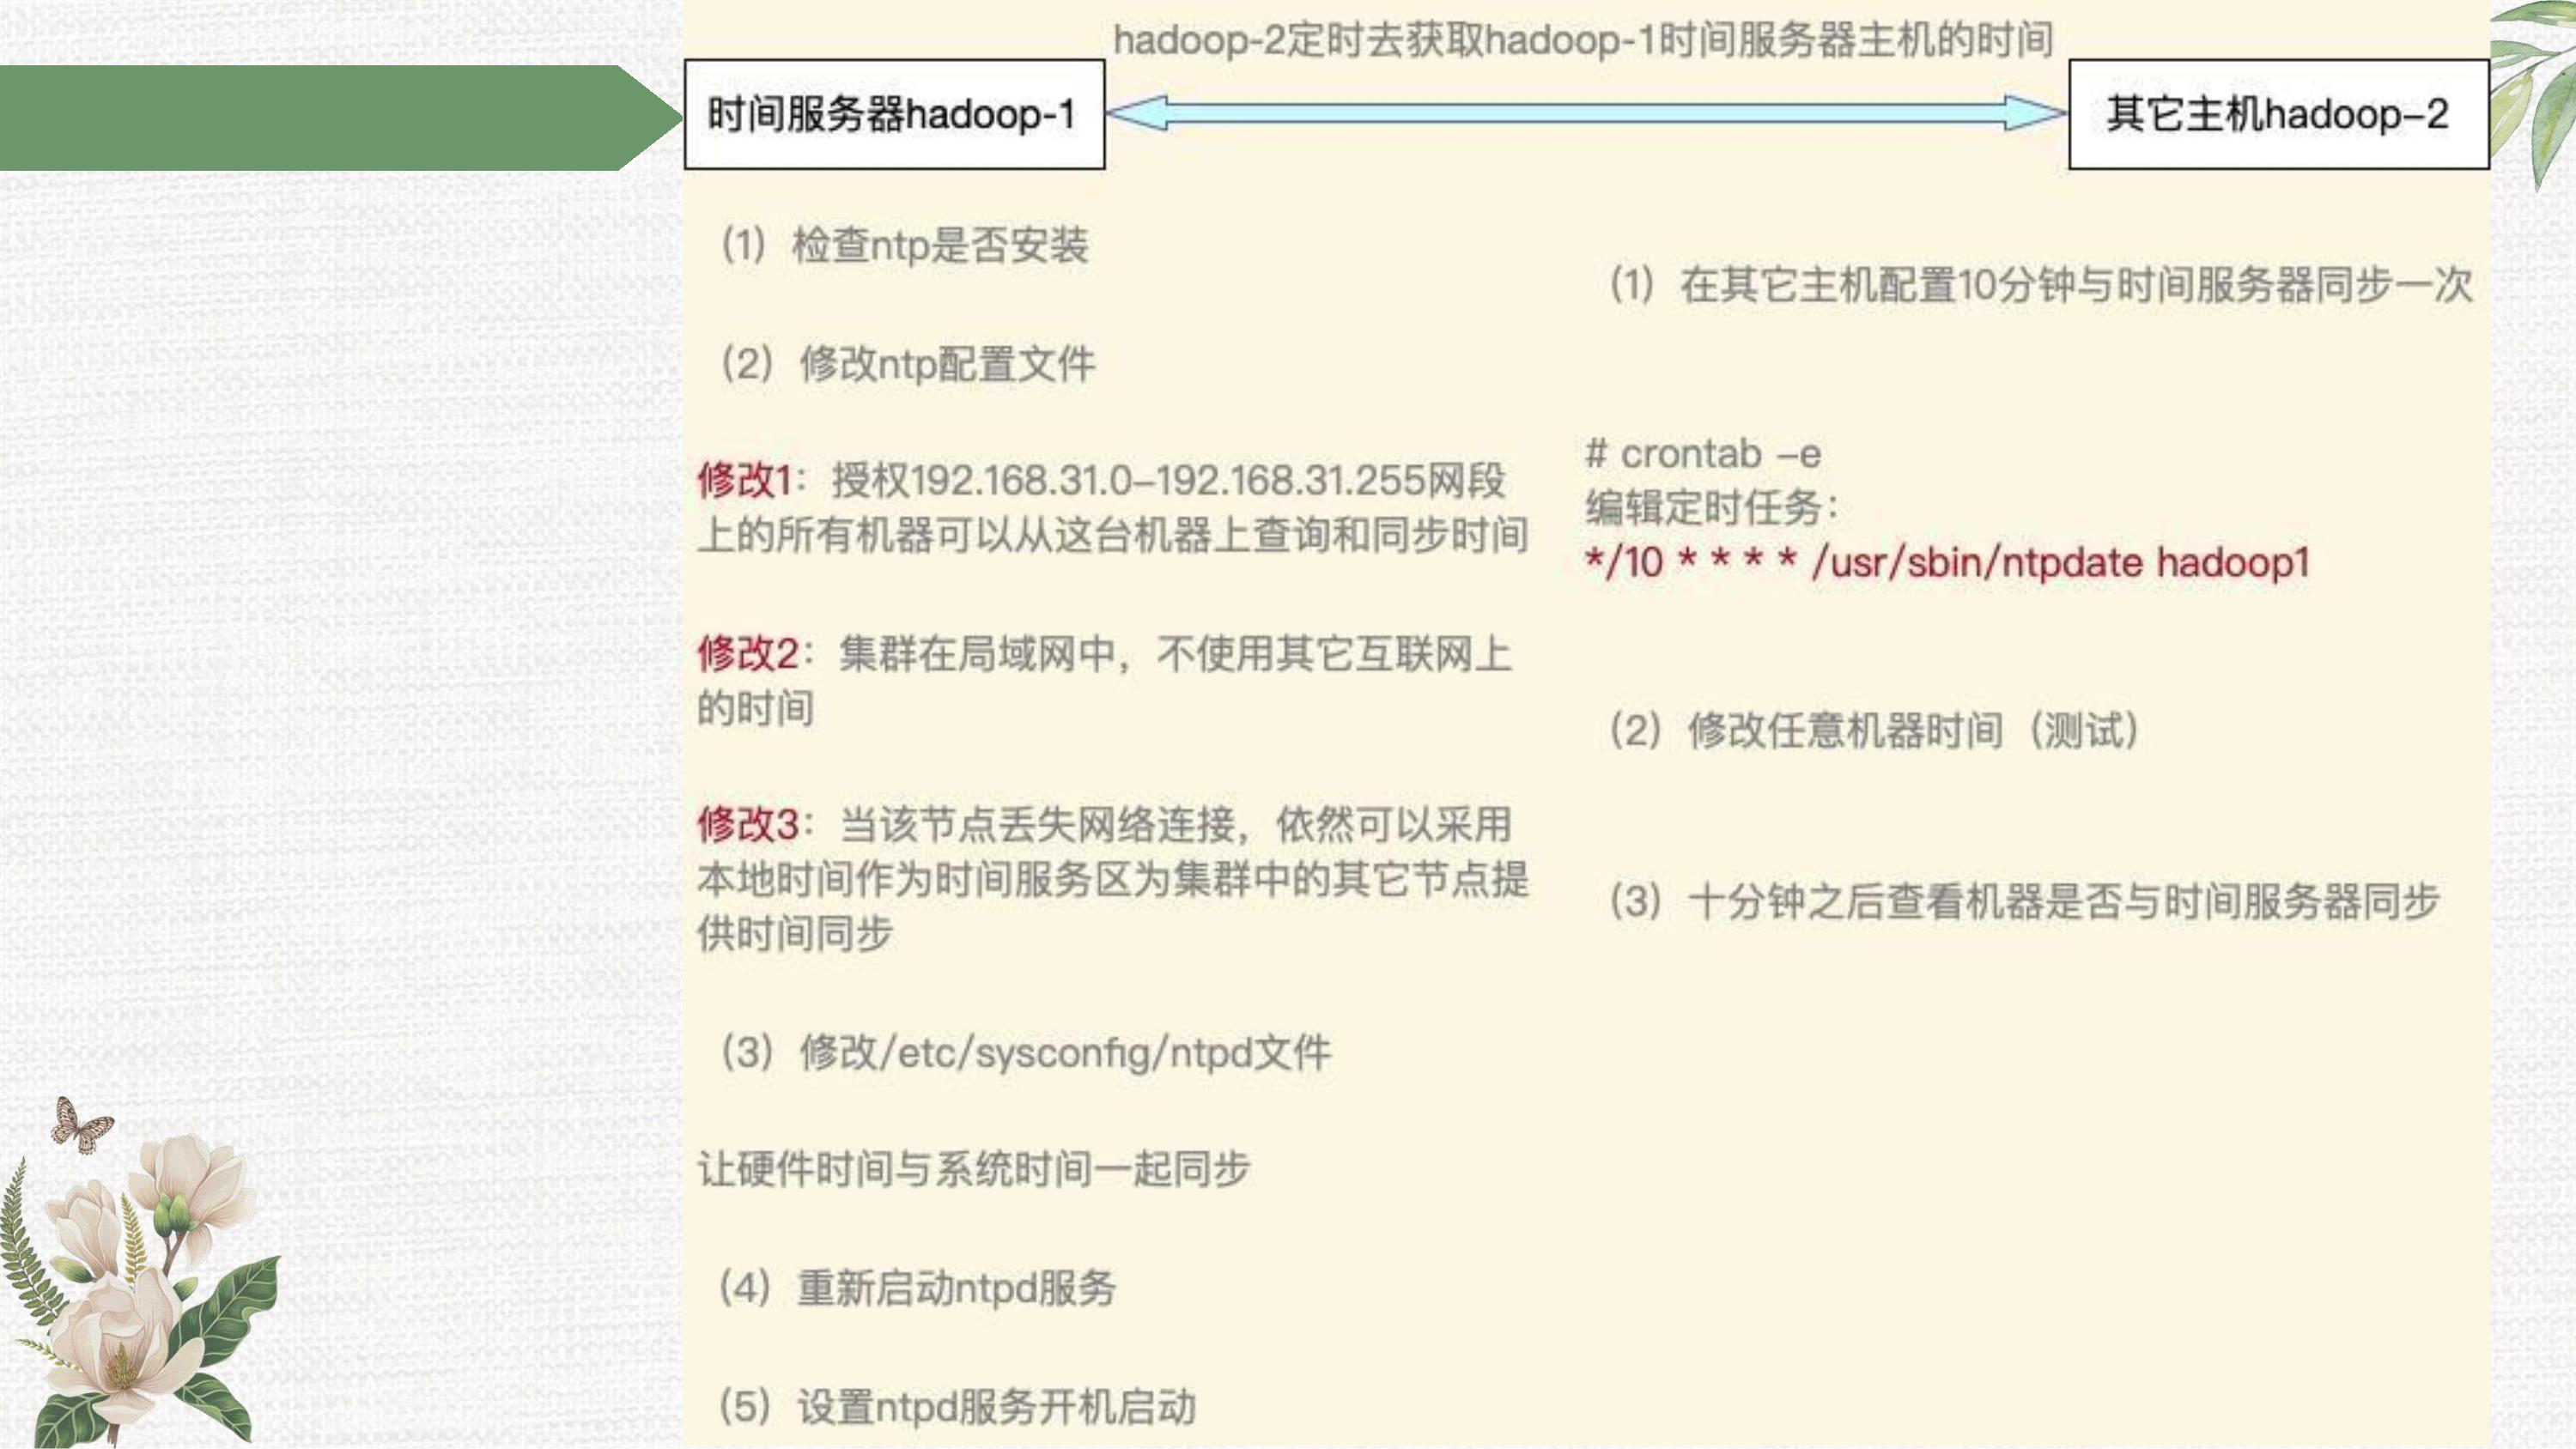 hadoop-2定时去获取hadoop-1时间服务器主机的时间
时间服务器hadoop-1
其它主机hadoop–2
(1) 检查ntp是否安装
(2) 修改ntp配置文件
修改1：授权192.168.31.0–192.168.31.255网段
上的所有机器可以从这台机器上查询和同步时间
修改2：集群在局域网中，不使用其它互联网上
的时间
修改3：当该节点丢失网络连接，依然可以采用
本地时间作为时间服务区为集群中的其它节点提
供时间同步
(3) 修改/etc/sysconfig/ntpd文件
让硬件时间与系统时间一起同步
(4) 重新启动ntpd服务
(5) 设置ntpd服务开机启动
(1) 在其它主机配置10分钟与时间服务器同步一次
# crontab –e
编辑定时任务：
*/10 * * * * /usr/sbin/ntpdate hadoop1
(2) 修改任意机器时间（测试）
(3) 十分钟之后查看机器是否与时间服务器同步